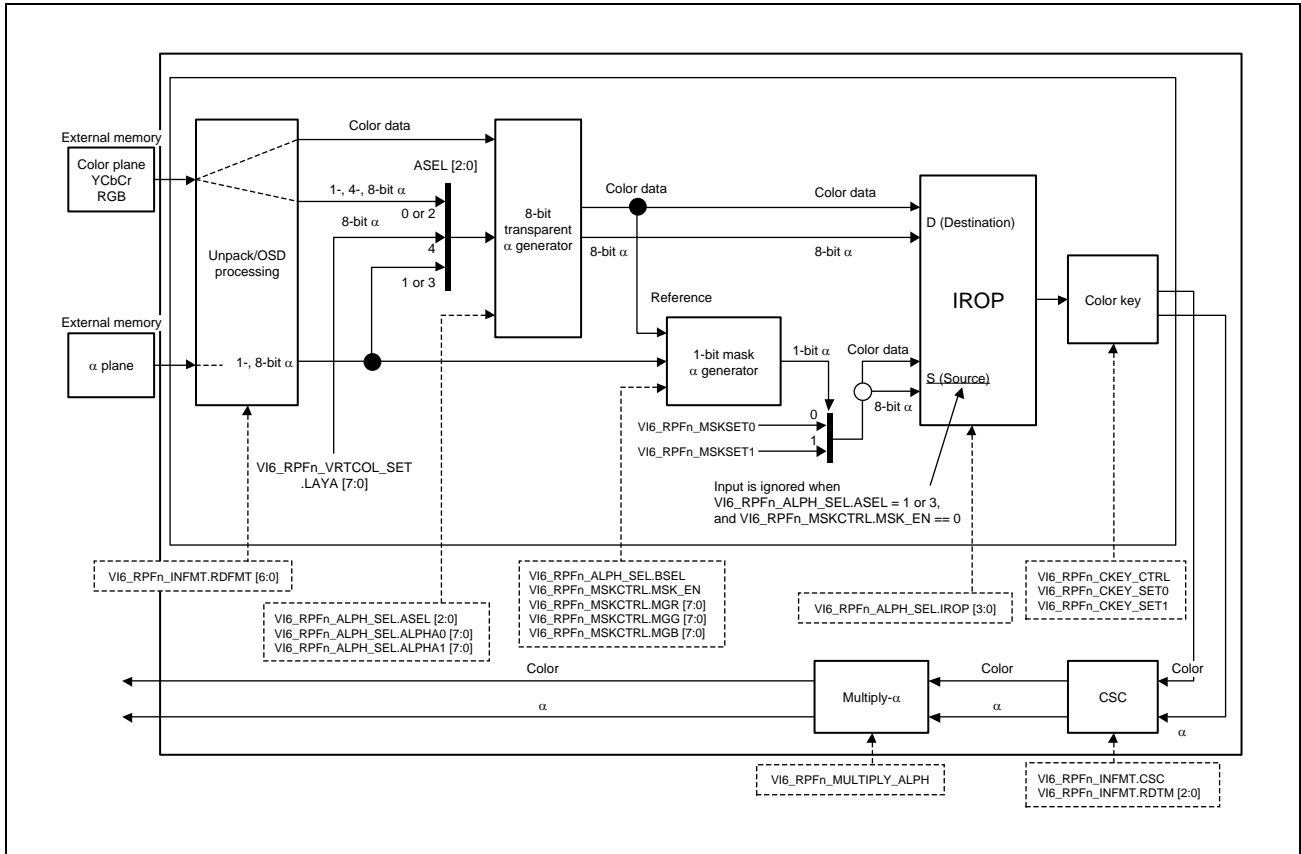 External memory
Color plane
YCbCr
RGB
Unpack/OSD
processing
Color data
ASEL [2:0]
1-, 4-, 8-bit α
0 or 2
8-bit α
4
1 or 3
8-bit
transparent
α generator
Color data
8-bit α
Color data
8-bit α
D (Destination)
IROP
S (Source)
Color key
Reference
External memory
α plane
1-, 8-bit α
1-bit mask
α generator
1-bit α
Color data
8-bit α
VI6_RPFn_MSKSET0
0
VI6_RPFn_MSKSET1
1
VI6_RPFn_VRTCOL_SET
.LAYA [7:0]
Input is ignored when
VI6_RPFn_ALPH_SEL.ASEL = 1 or 3,
and VI6_RPFn_MSKCTRL.MSK_EN == 0
VI6_RPFn_INFMT.RDFMT [6:0]
VI6_RPFn_ALPH_SEL.ASEL [2:0]
VI6_RPFn_ALPH_SEL.ALPHA0 [7:0]
VI6_RPFn_ALPH_SEL.ALPHA1 [7:0]
VI6_RPFn_ALPH_SEL.BSEL
VI6_RPFn_MSKCTRL.MSK_EN
VI6_RPFn_MSKCTRL.MGR [7:0]
VI6_RPFn_MSKCTRL.MGG [7:0]
VI6_RPFn_MSKCTRL.MGB [7:0]
VI6_RPFn_ALPH_SEL.IROP [3:0]
VI6_RPFn_CKEY_CTRL
VI6_RPFn_CKEY_SET0
VI6_RPFn_CKEY_SET1
Color
α
Multiply-α
Color
α
CSC
Color
α
VI6_RPFn_MULTIPLY_ALPH
VI6_RPFn_INFMT.CSC
VI6_RPFn_INFMT.RDTM [2:0]